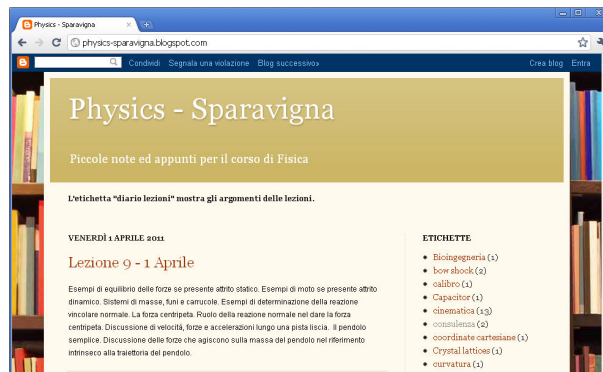 Physics - Sparavigna
physics-sparavigna.blogspot.com
Condividi Segnala una violazione Blog successivo» Crea blog Entra
Physics - Sparavigna
Piccole note ed appunti per il corso di Fisica
L'etichetta "diario lezioni" mostra gli argomenti delle lezioni.
VENERDÌ 1 APRILE 2011
Lezione 9 - 1 Aprile
Esempi di equilibrio delle forze se presente attrito statico. Esempi di moto se presente attrito
dinamico. Sistemi di masse, funi e carrucole. Esempi di determinazione della reazione
vincolare normale. La forza centripeta. Ruolo della reazione normale nel dare la forza
centripeta. Discussione di velocità, forze e accelerazioni lungo una pista liscia. Il pendolo
semplice. Discussione delle forze che agiscono sulla massa del pendolo nel riferimento
intrinseco alla traiettoria del pendolo.
ETICHETTE
Bioingegneria (1)
bow shock (2)
calibro (1)
Capacitor (1)
cinematica (13)
consulenza (2)
coordinate cartesiane (1)
Crystal lattices (1)
curvatura (1)